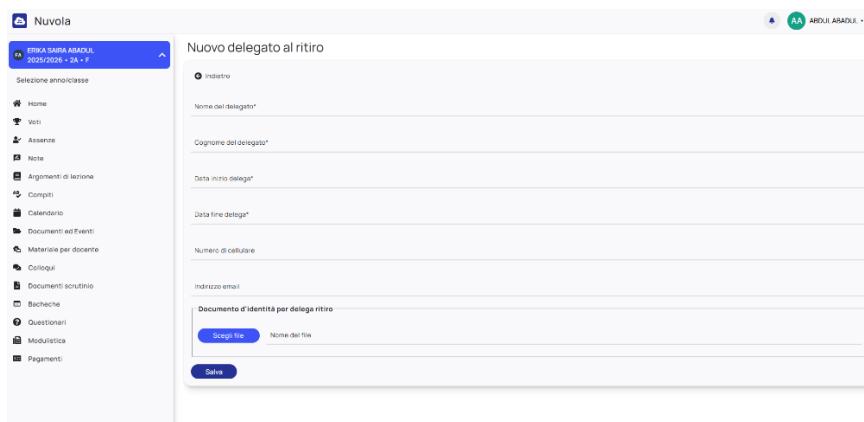 Nuvola
AA ABDUL ABADUL
EA ERIKA SAIRA ABADUL
2025/2026 • 2A • F
Selezione anno/classe
Home
Voti
Assenze
Note
Argomenti di lezione
Compiti
Calendario
Documenti ed Eventi
Materiale per docente
Colloqui
Documenti scrutinio
Bacheche
Questionari
Modulistica
Pagamenti
Nuovo delegato al ritiro
Indietro
Nome del delegato*
Cognome del delegato*
Data inizio delega*
Data fine delega*
Numero di cellulare
Indirizzo email
Documento d'identità per delega ritiro
Scegli file
Nome del file
Salva